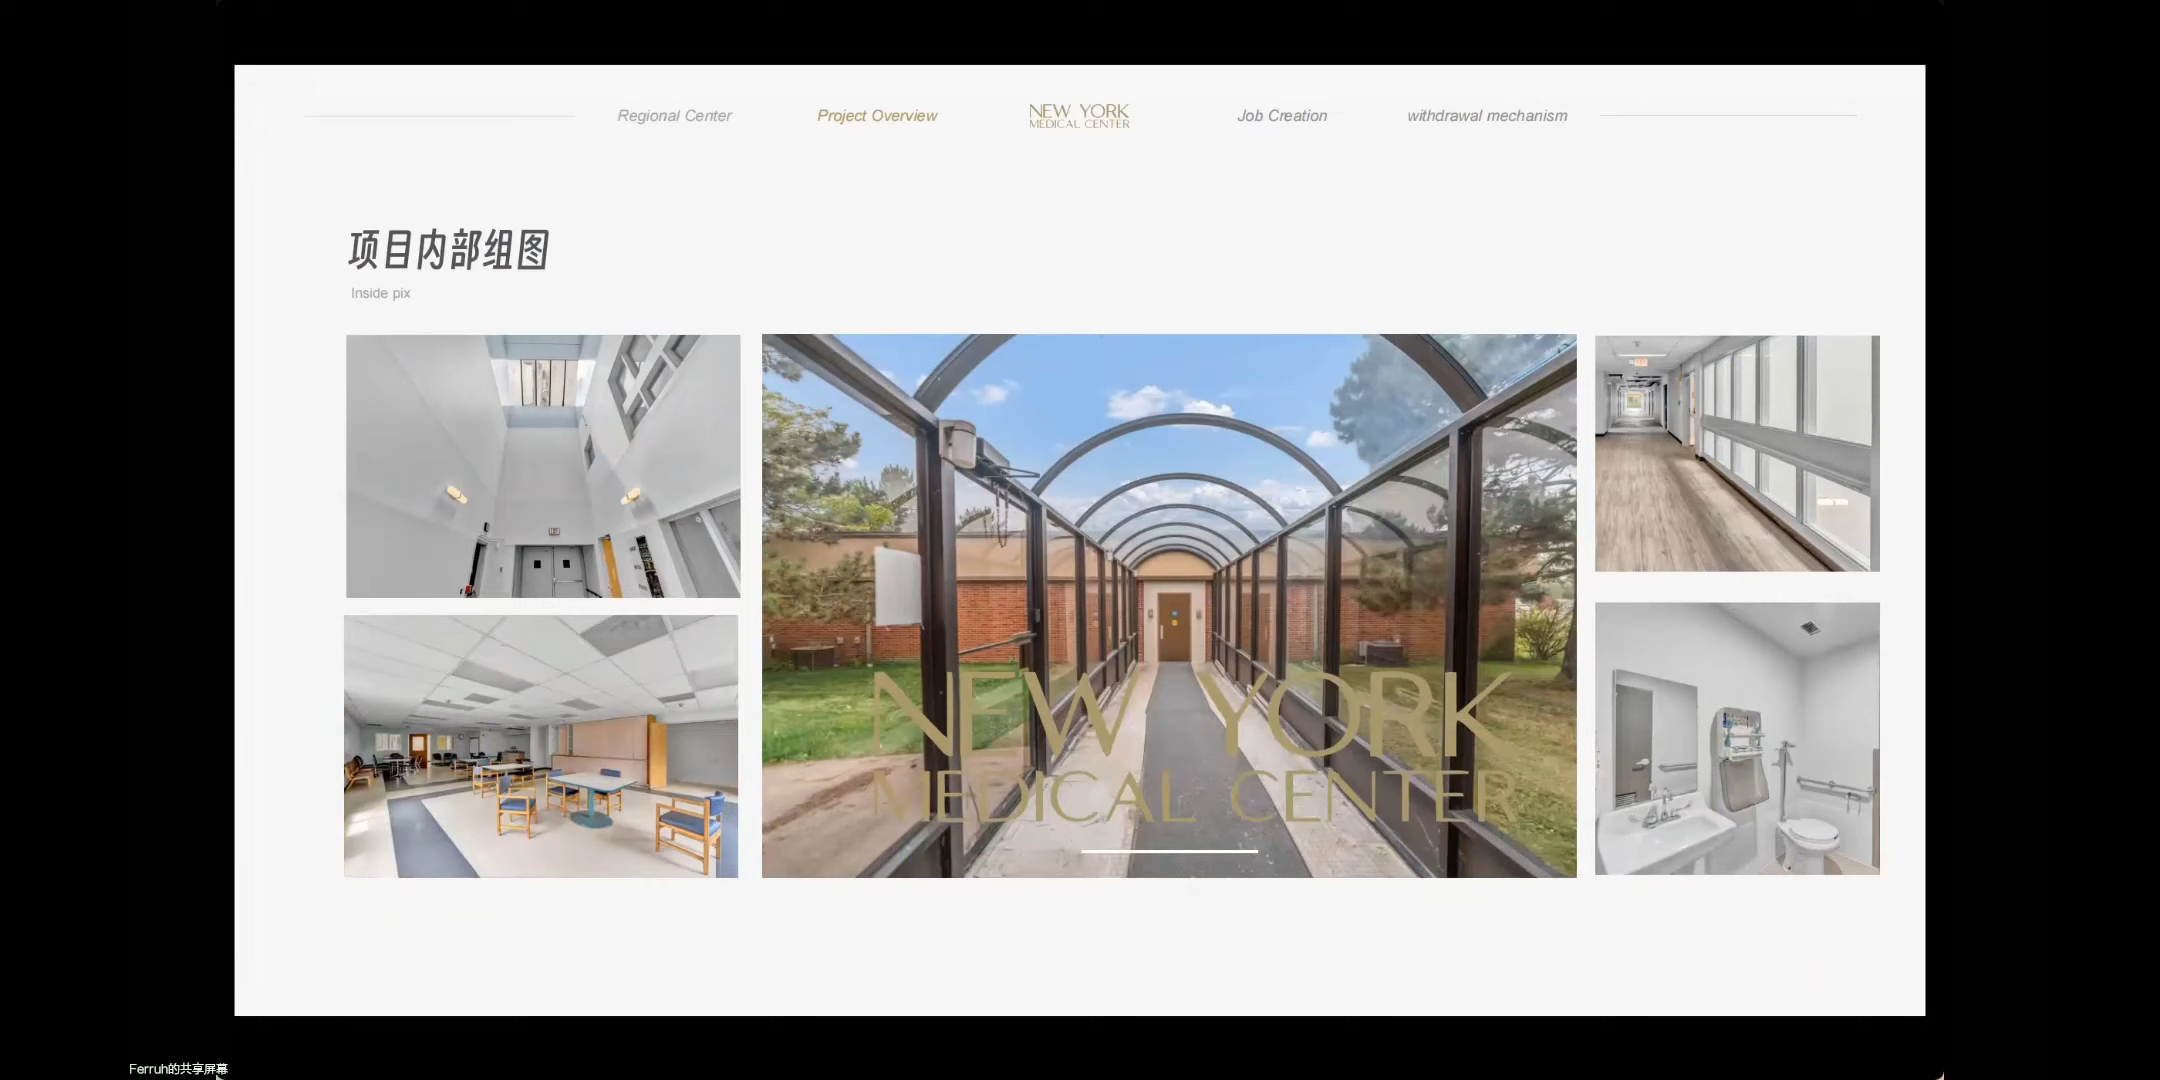 Regional Center
Project Overview
NEW YORK
MEDICAL CENTER
Job Creation
withdrawal mechanism
项目内部组图
Inside pix
NEW YORK
MEDICAL CENTER
Ferruh的共享屏幕